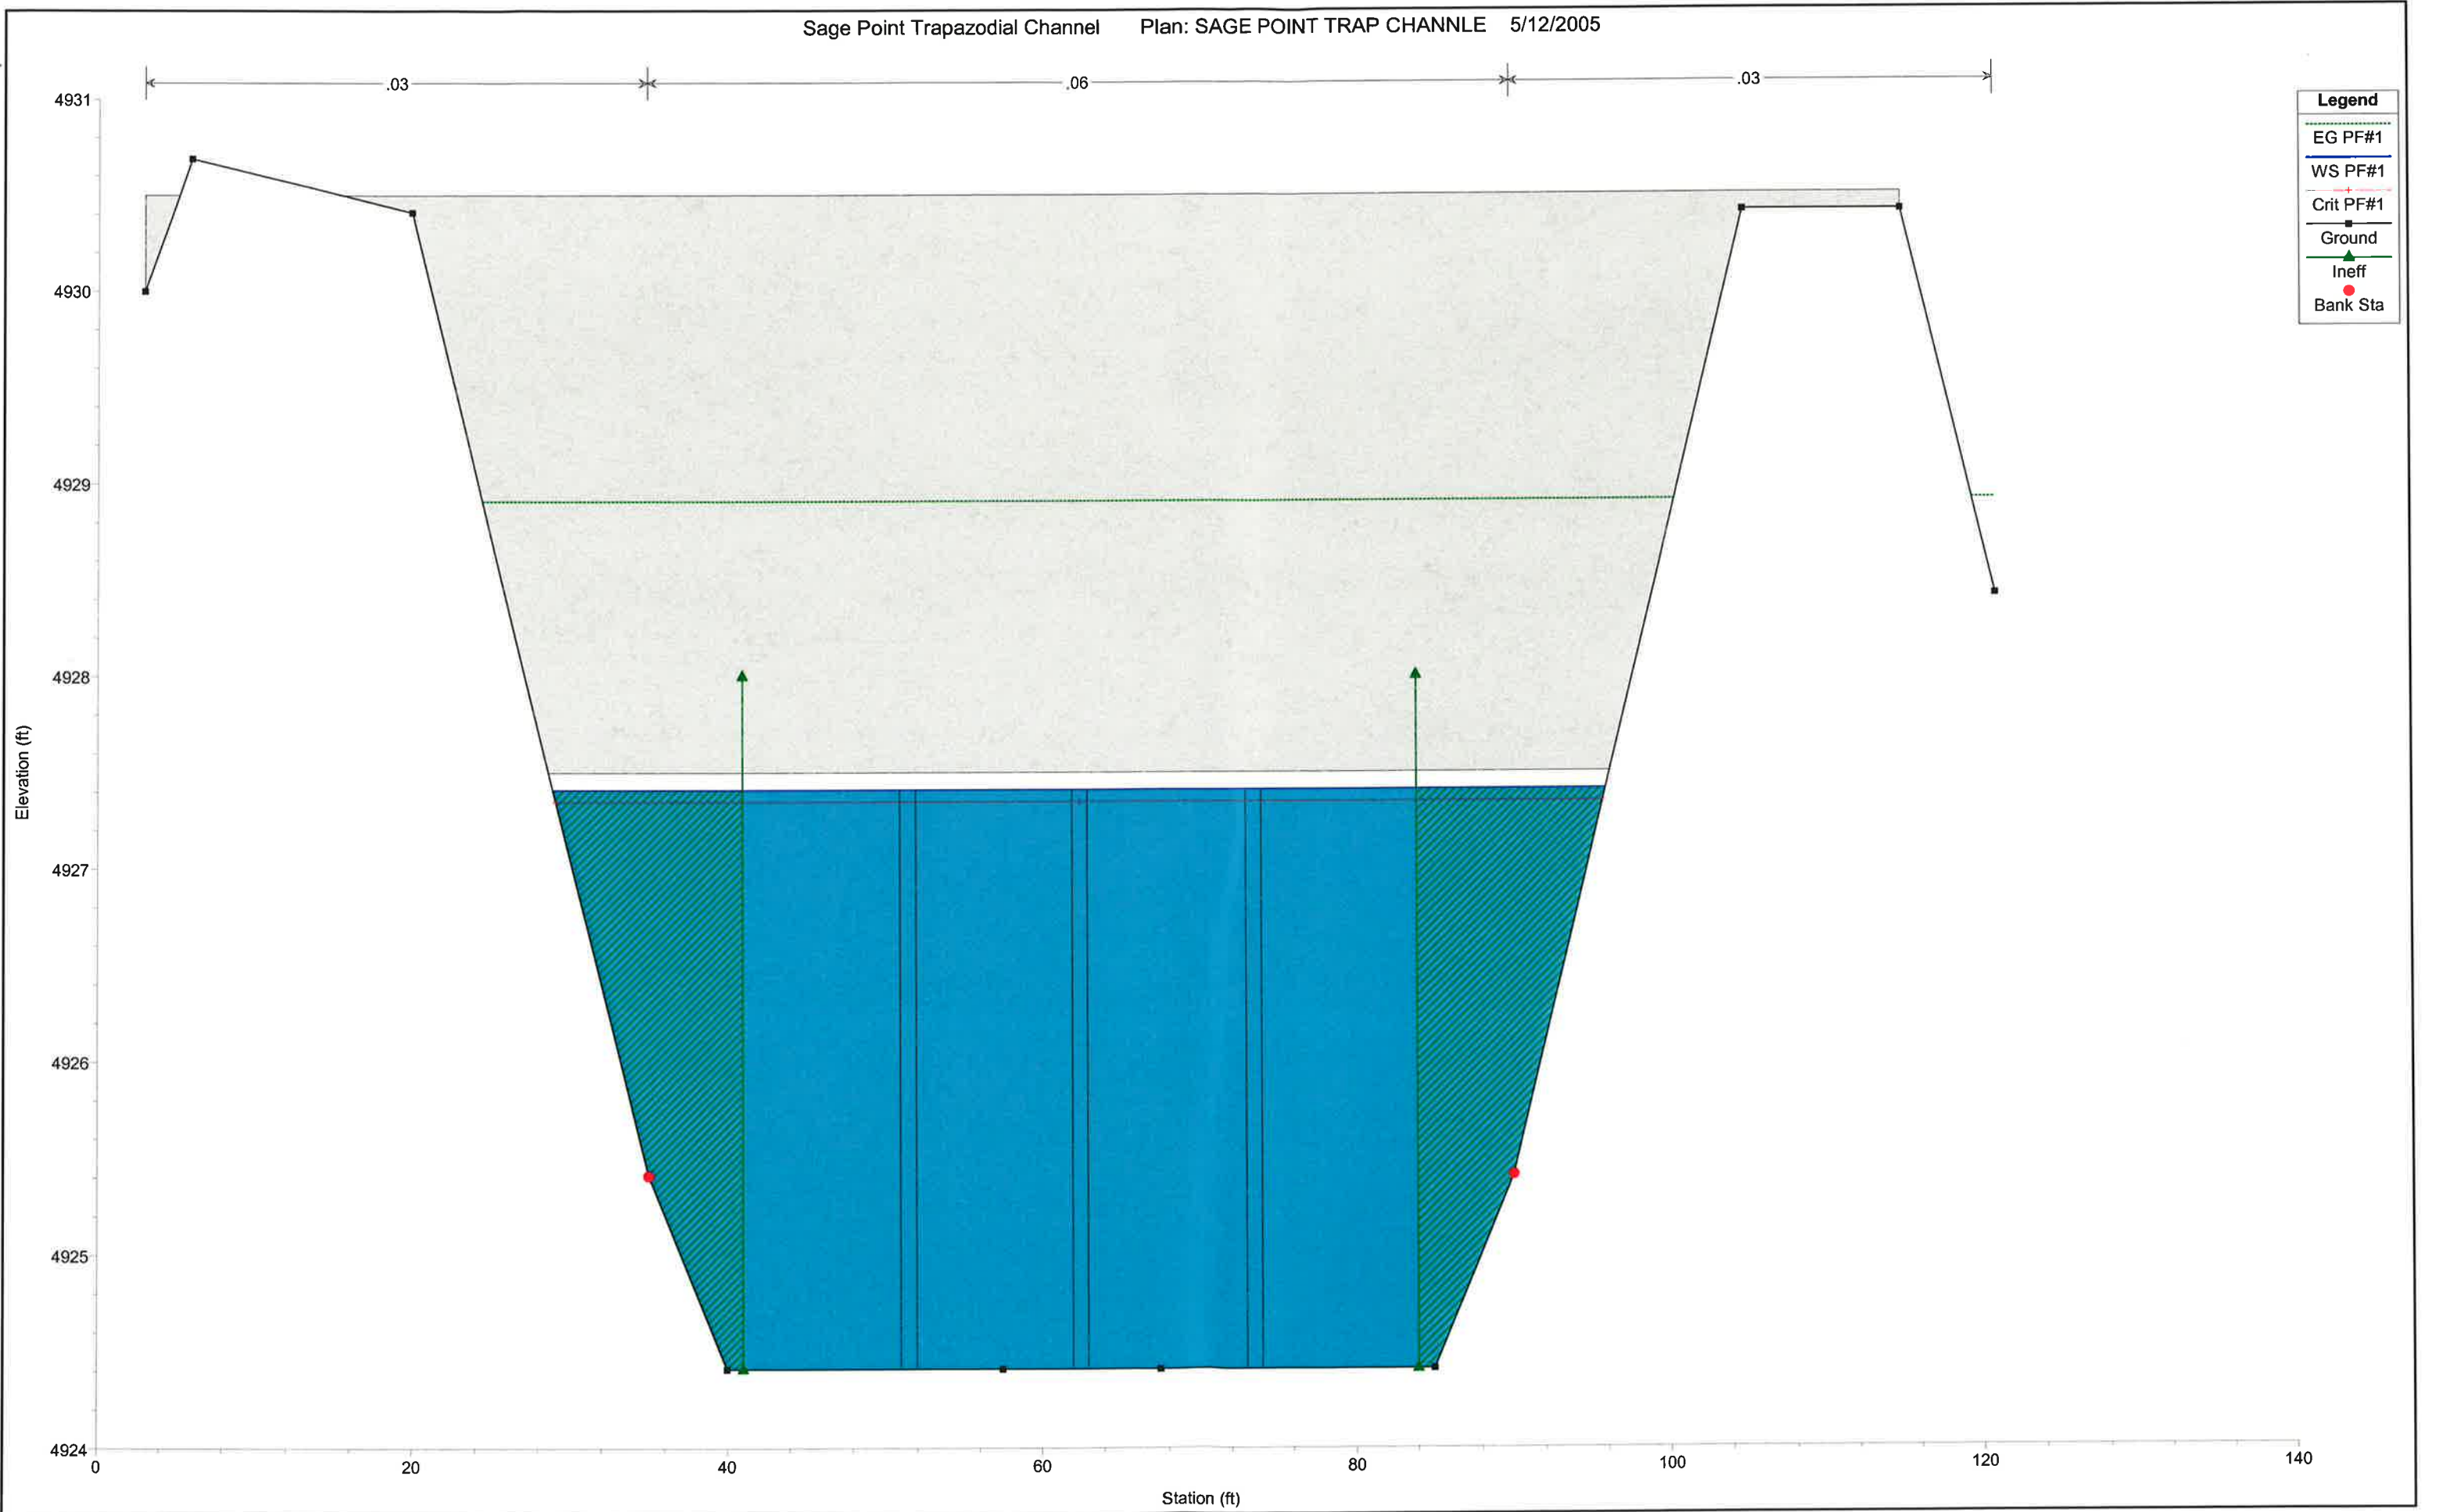 Sage Point Trapazodial Channel Plan: SAGE POINT TRAP CHANNLE 5/12/2005
.03
.06
.03
Legend
EG PF#1
WS PF#1
Crit PF#1
Ground
Ineff
Bank Sta
4931
4930
4929
4928
4927
4926
4925
4924
Elevation (ft)
0
20
40
60
80
100
120
140
Station (ft)